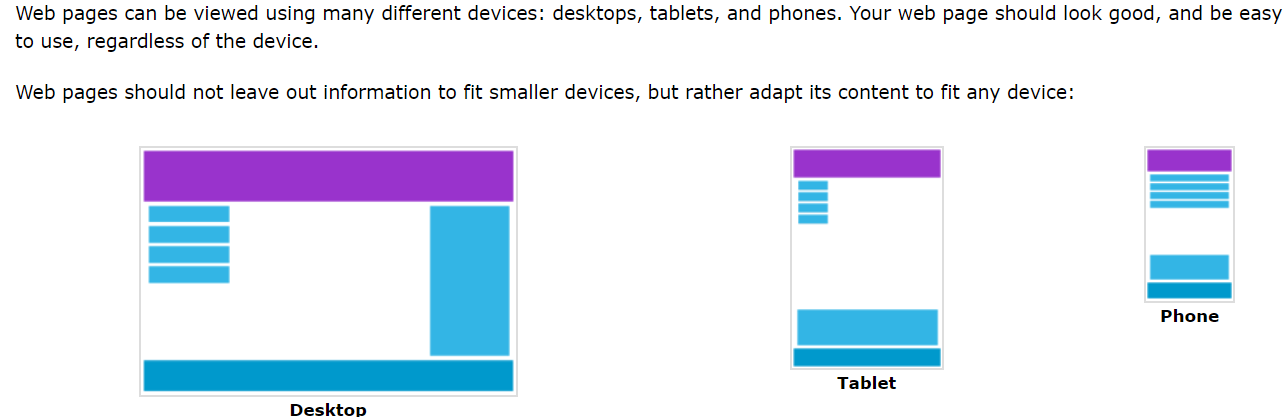 Web pages can be viewed using many different devices: desktops, tablets, and phones. Your web page should look good, and be easy
to use, regardless of the device.
Web pages should not leave out information to fit smaller devices, but rather adapt its content to fit any device:
Phone
Tablet
Desktop